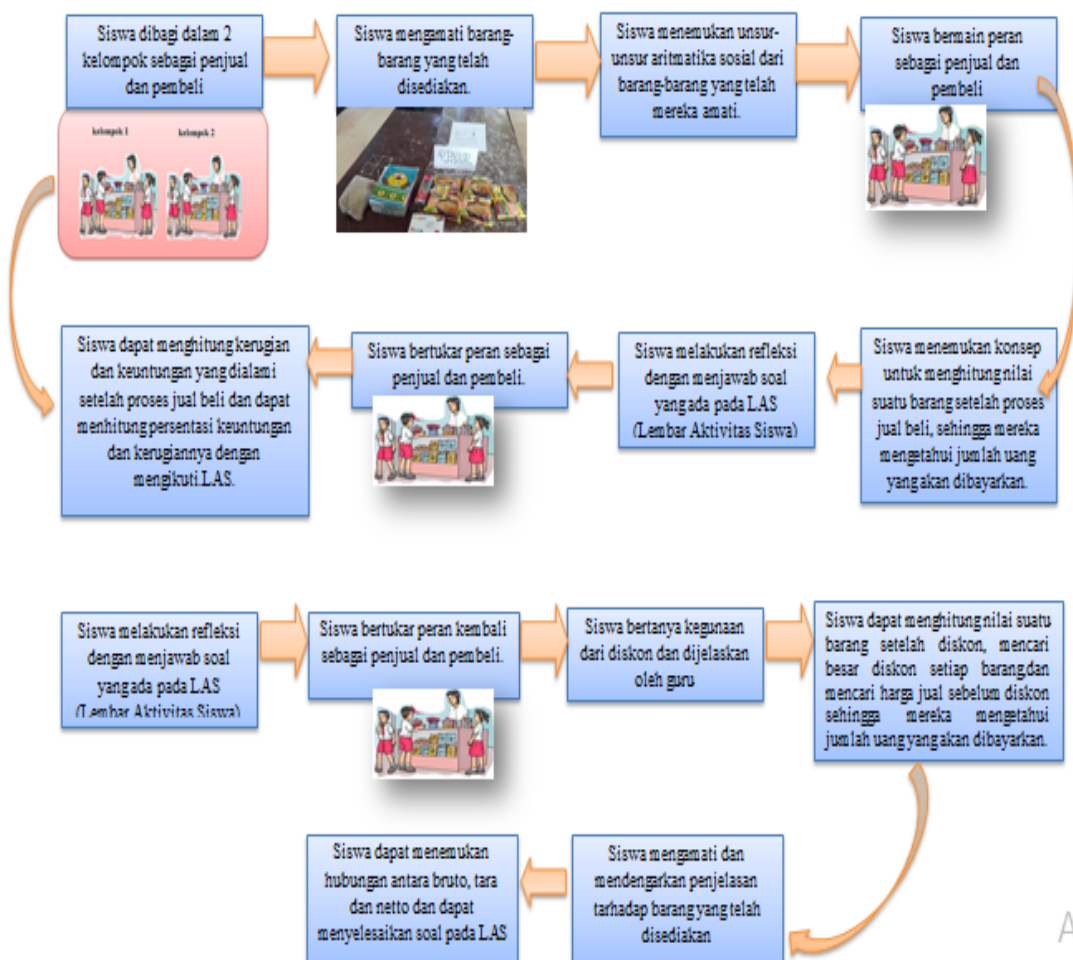 Siswa dibagi dalam 2
kelompok sebagai penjual
dan pembeli
kelompok 1
kelompok 2
Siswa mengamati barang-
barang yang telah
disediakan.
Siswa menemukan unsur-
unsur aritmatika sosial dari
barang-barang yang telah
mereka amati.
Siswa bermain peran
sebagai penjual dan
pembeli
Siswa menemukan konsep
untuk menghitung nilai
suatu barang setelah proses
jual beli, sehingga mereka
mengetahui jumlah uang
yang akan dibayarkan.
Siswa melakukan refleksi
dengan menjawab soal
yang ada pada LAS
(Lembar Aktivitas Siswa)
Siswa bertukar peran sebagai
penjual dan pembeli.
Siswa dapat menghitung kerugian
dan keuntungan yang dialami
setelah proses jual beli dan dapat
menhitung persentasi keuntungan
dan kerugiannya dengan
mengikuti LAS.
Siswa melakukan refleksi
dengan menjawab soal
yang ada pada LAS
(Lembar Aktivitas Siswa)
Siswa bertukar peran kembali
sebagai penjual dan pembeli.
Siswa bertanya kegunaan
dari diskon dan dijelaskan
oleh guru
Siswa dapat menghitung nilai suatu
barang setelah diskon, mencari
besar diskon setiap barang,dan
mencari harga jual sebelum diskon
sehingga mereka mengetahui
jumlah uang yang akan dibayarkan.
Siswa mengamati dan
mendengarkan penjelasan
tarhadap barang yang telah
disediakan
Siswa dapat menemukan
hubungan antara bruto, tara
dan netto dan dapat
menyelesaikan soal pada LAS
A